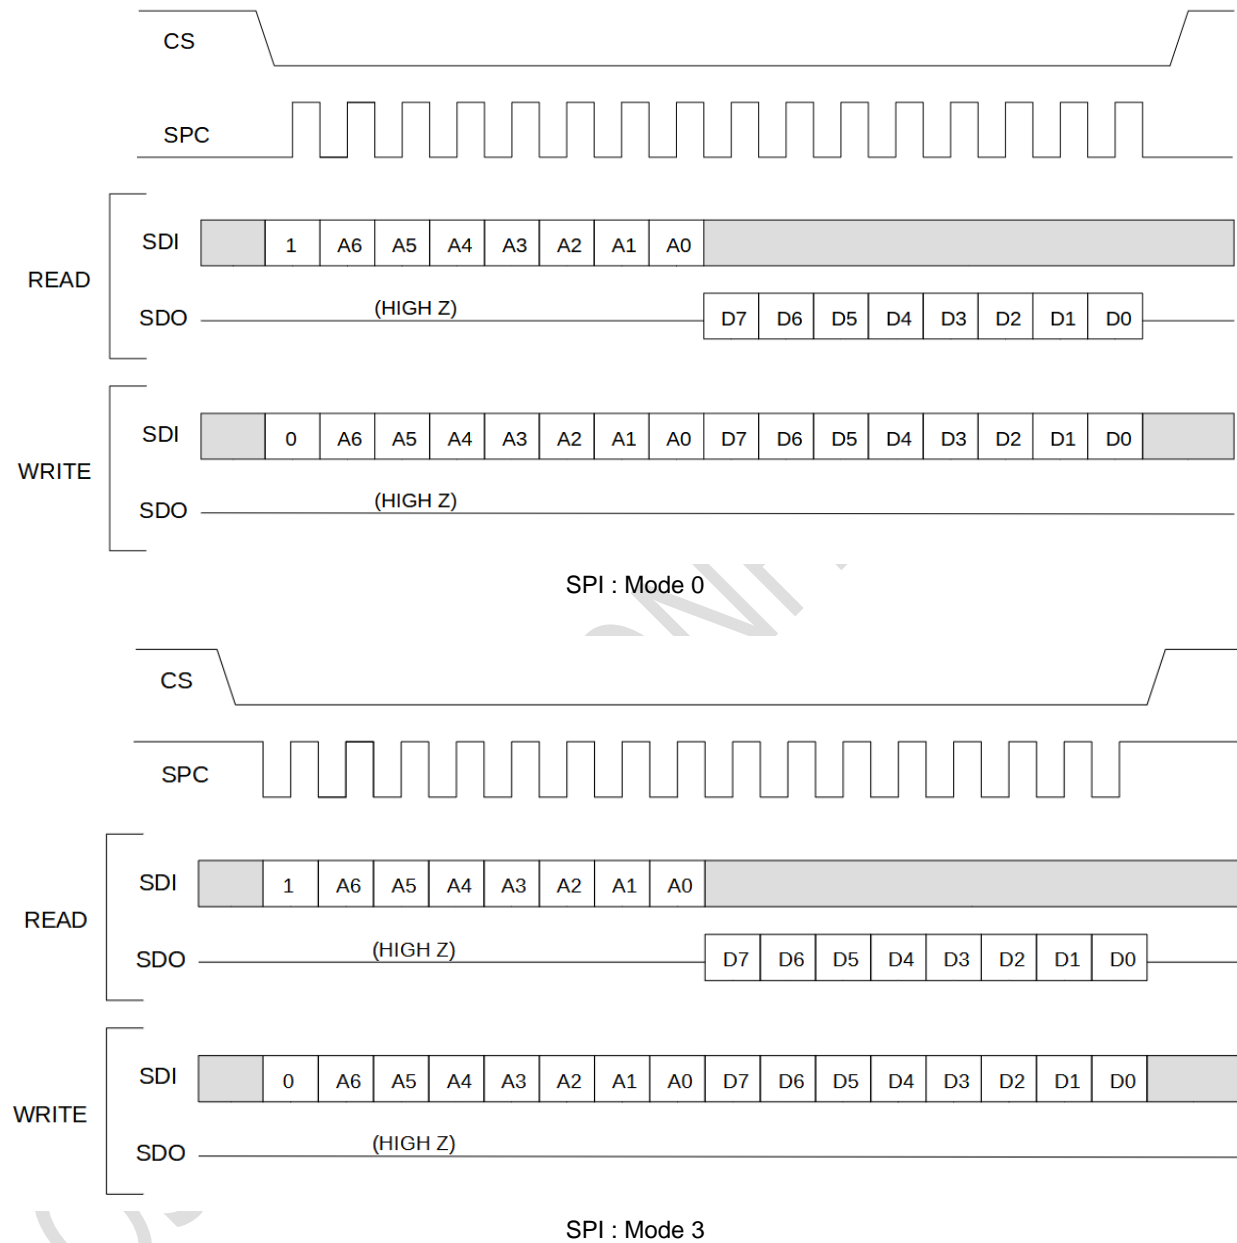 CS
SPC
READ
SDI 1 A6 A5 A4 A3 A2 A1 A0
SDO (HIGH Z) D7 D6 D5 D4 D3 D2 D1 D0
WRITE
SDI 0 A6 A5 A4 A3 A2 A1 A0 D7 D6 D5 D4 D3 D2 D1 D0
SDO (HIGH Z)
SPI : Mode 0
CS
SPC
READ
SDI 1 A6 A5 A4 A3 A2 A1 A0
SDO (HIGH Z) D7 D6 D5 D4 D3 D2 D1 D0
WRITE
SDI 0 A6 A5 A4 A3 A2 A1 A0 D7 D6 D5 D4 D3 D2 D1 D0
SDO (HIGH Z)
SPI : Mode 3